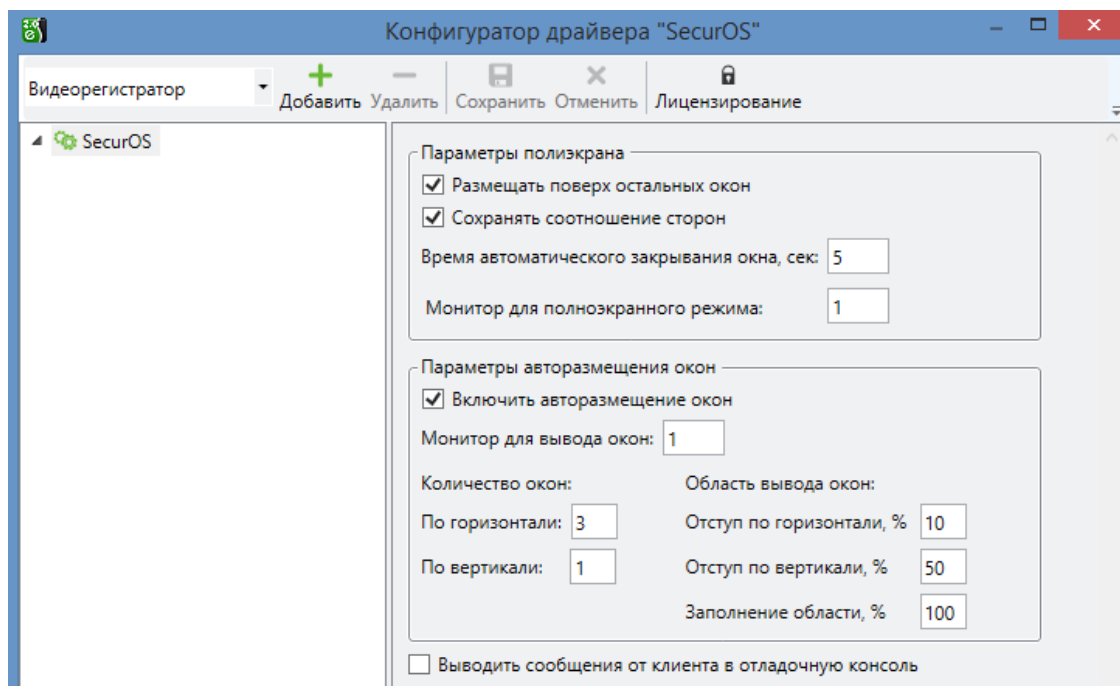 Конфигуратор драйвера "SecurOS"
Видеорегистратор
Добавить Удалить Сохранить Отменить Лицензирование
SecurOS
Параметры полиэкрана
Размещать поверх остальных окон
Сохранять соотношение сторон
Время автоматического закрывания окна, сек: 5
Монитор для полноэкранного режима: 1
Параметры авторазмещения окон
Включить авторазмещение окон
Монитор для вывода окон: 1
Количество окон: Область вывода окон:
По горизонтали: 3 Отступ по горизонтали, % 10
По вертикали: 1 Отступ по вертикали, % 50
Заполнение области, % 100
Выводить сообщения от клиента в отладочную консоль